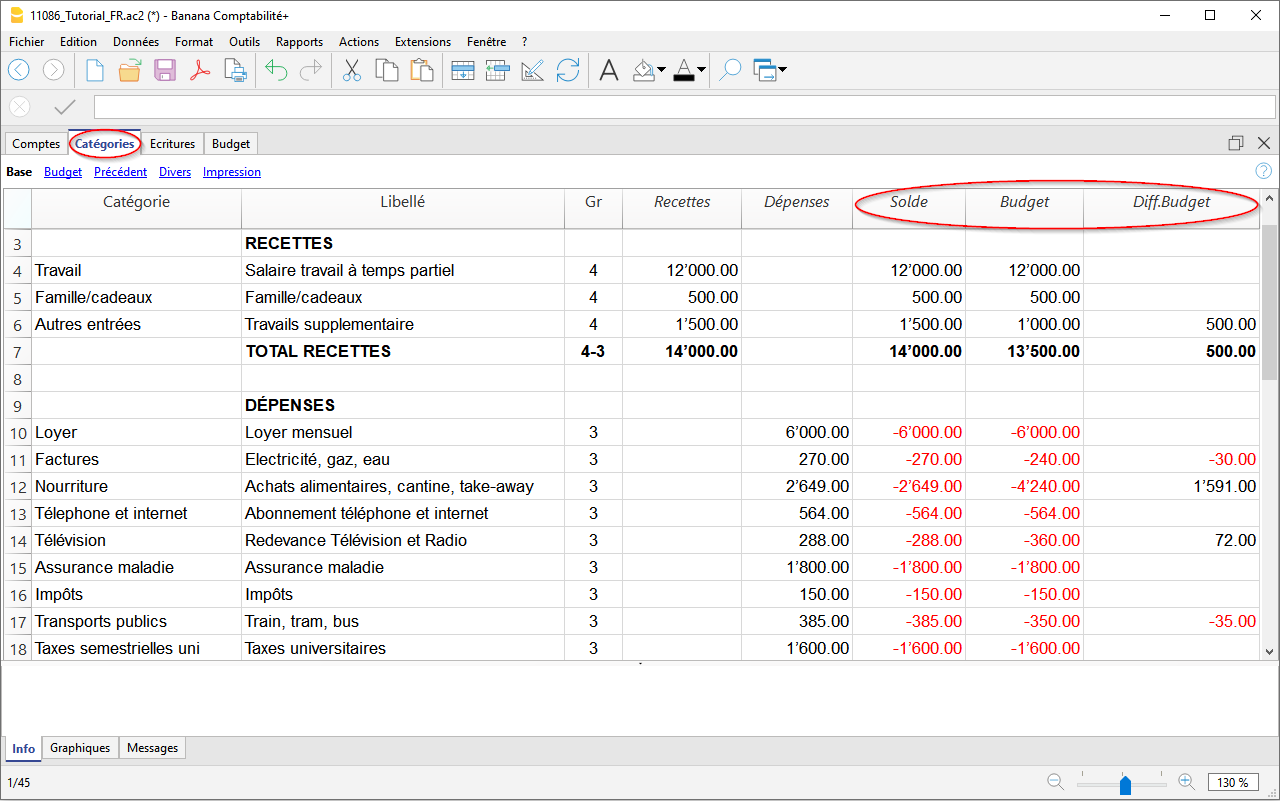 11086_Tutorial_FR.ac2 (*) - Banana Comptabilité+
Fichier Edition Données Format Outils Rapports Actions Extensions Fenêtre ?
Comptes Catégories Ecritures Budget
Base Budget Précédent Divers Impression
Catégorie Libellé Gr Recettes Dépenses Solde Budget Diff.Budget
3 RECETTES
4 Travail Salaire travail à temps partiel 4 12’000.00 12’000.00 12’000.00
5 Famille/cadeaux Famille/cadeaux 4 500.00 500.00 500.00
6 Autres entrées Travails supplementaire 4 1’500.00 1’500.00 1’000.00 500.00
7 TOTAL RECETTES 4-3 14’000.00 14’000.00 13’500.00 500.00
8
9 DÉPENSES
10 Loyer Loyer mensuel 3 6’000.00 -6’000.00 -6’000.00
11 Factures Electricité, gaz, eau 3 270.00 -270.00 -240.00 -30.00
12 Nourriture Achats alimentaires, cantine, take-away 3 2’649.00 -2’649.00 -4’240.00 1’591.00
13 Télephone et internet Abonnement téléphone et internet 3 564.00 -564.00 -564.00
14 Télévision Redevance Télévision et Radio 3 288.00 -288.00 -360.00 72.00
15 Assurance maladie Assurance maladie 3 1’800.00 -1’800.00 -1’800.00
16 Impôts Impôts 3 150.00 -150.00 -150.00
17 Transports publics Train, tram, bus 3 385.00 -385.00 -350.00 -35.00
18 Taxes semestrielles uni Taxes universitaires 3 1’600.00 -1’600.00 -1’600.00
Info Graphiques Messages
1/45 130 %